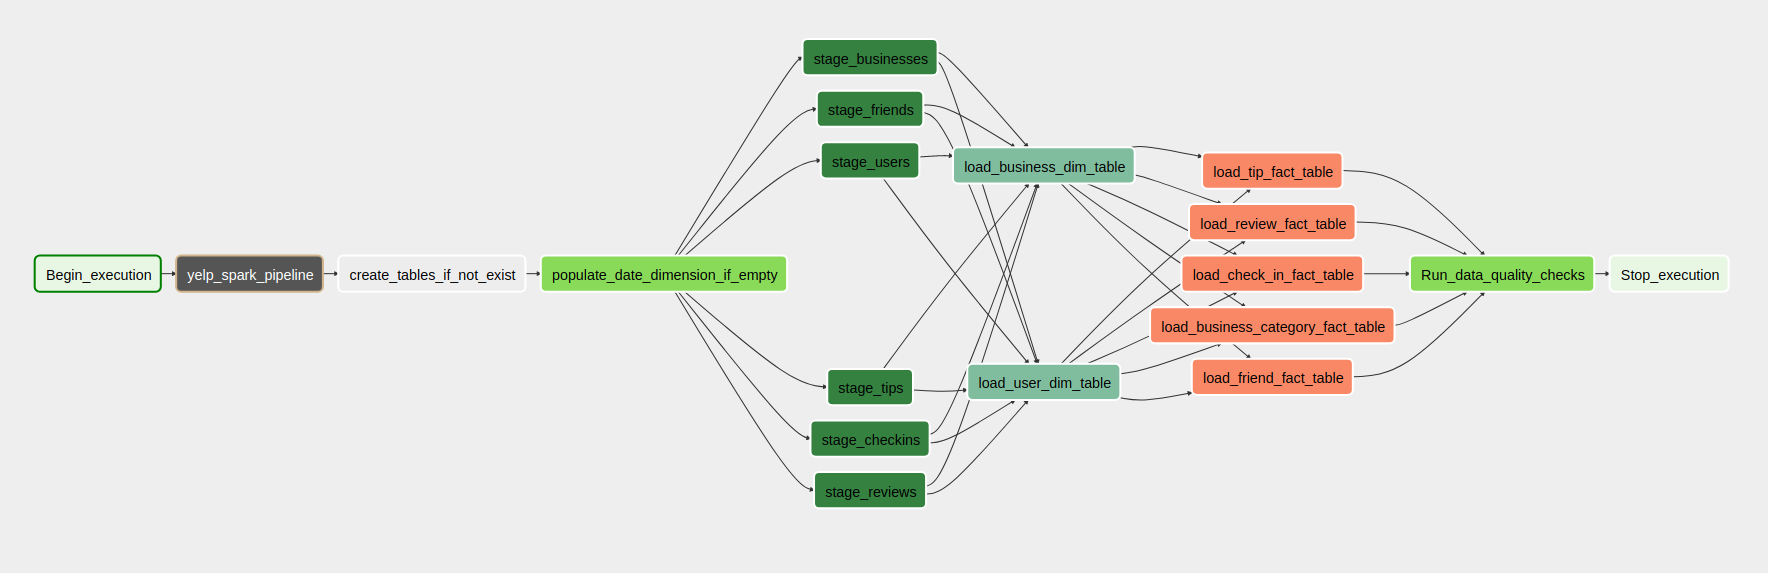 Begin_execution
yelp_spark_pipeline
create_tables_if_not_exist
populate_date_dimension_if_empty
stage_businesses
stage_friends
stage_users
stage_tips
stage_checkins
stage_reviews
load_business_dim_table
load_user_dim_table
load_tip_fact_table
load_review_fact_table
load_check_in_fact_table
load_business_category_fact_table
load_friend_fact_table
Run_data_quality_checks
Stop_execution